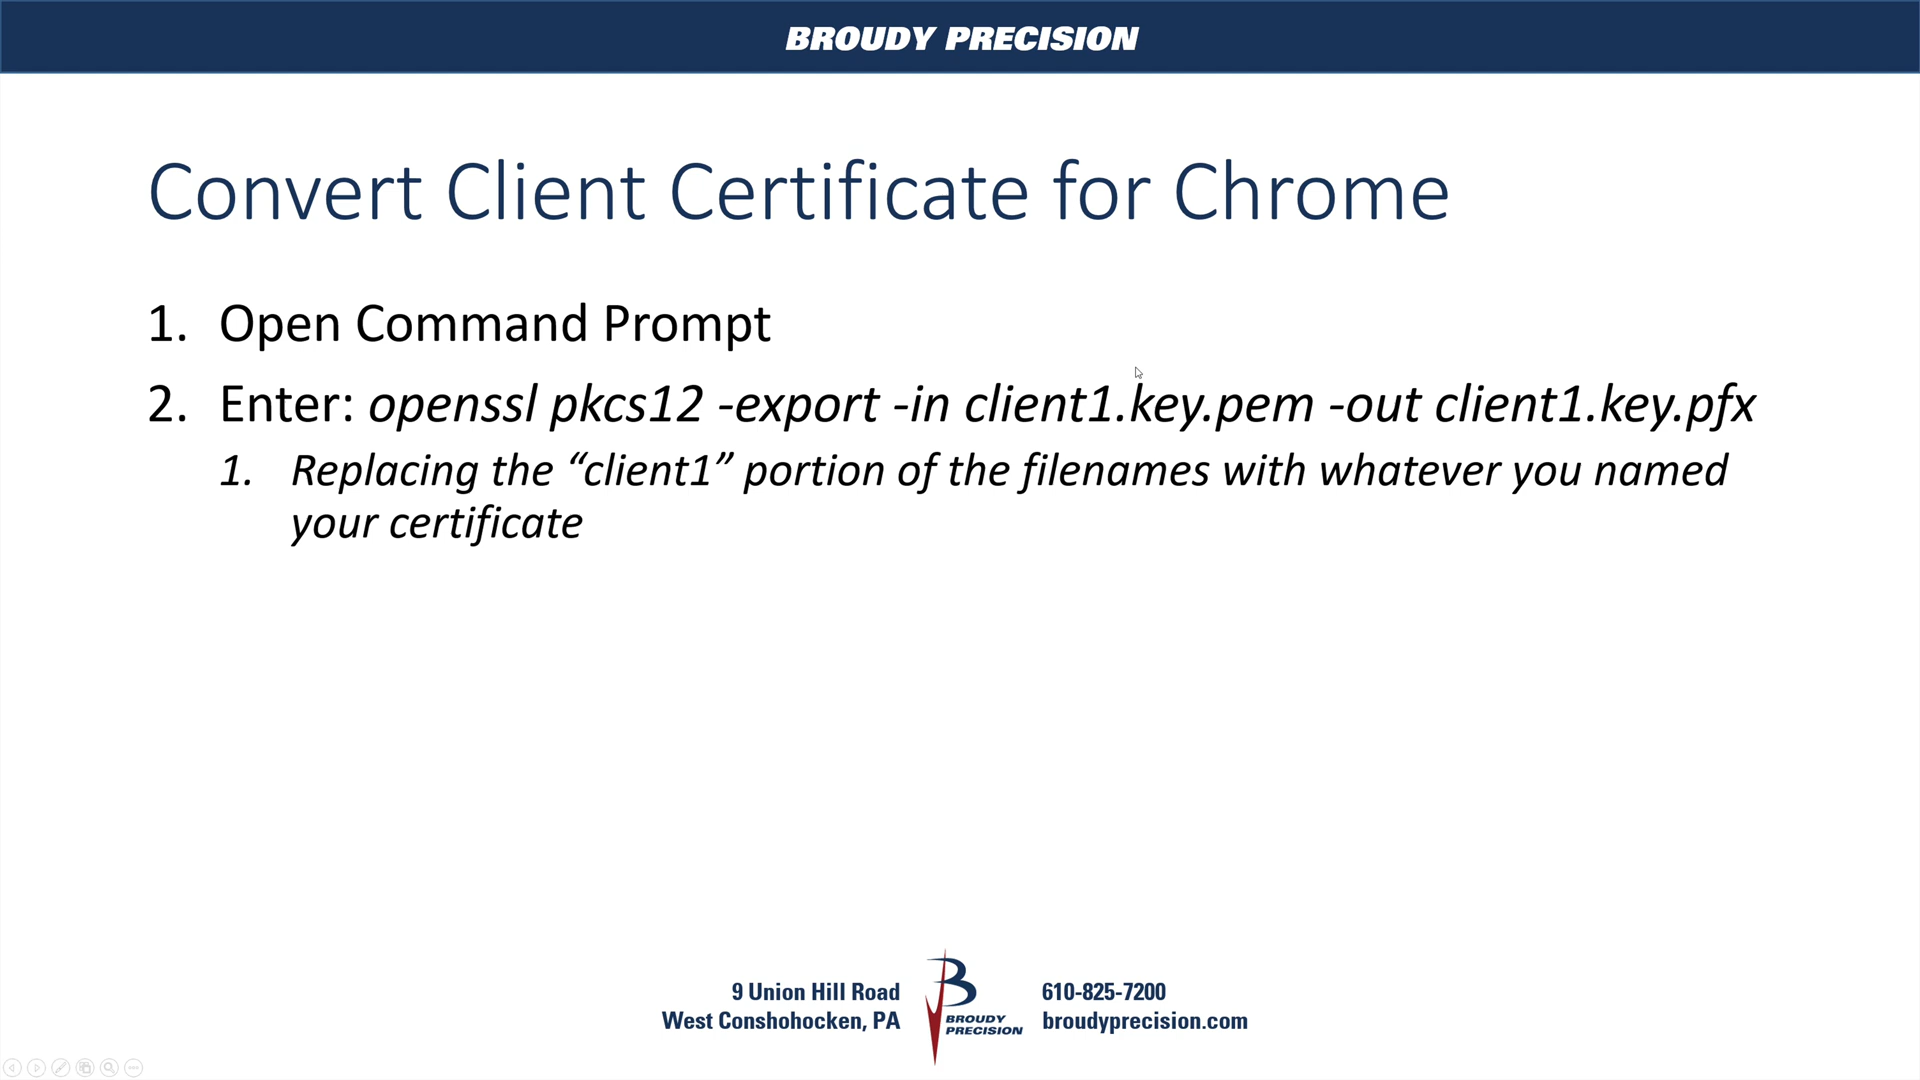 BROUDY PRECISION
Convert Client Certificate for Chrome
1. Open Command Prompt
2. Enter: openssl pkcs12 -export -in client1.key.pem -out client1.key.pfx
1. Replacing the “client1” portion of the filenames with whatever you named
your certificate
9 Union Hill Road
West Conshohocken, PA
B
BROUDY
PRECISION
610-825-7200
broudyprecision.com